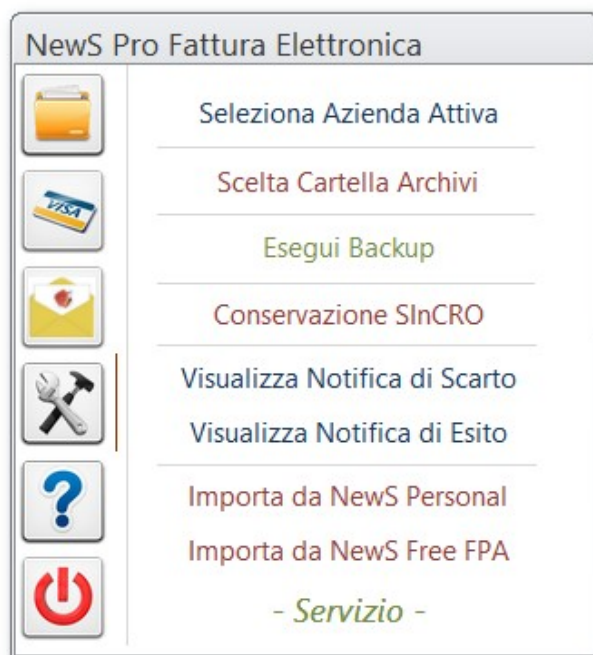 NewS Pro Fattura Elettronica
Seleziona Azienda Attiva
VISA
Scelta Cartella Archivi
Esegui Backup
Conservazione SInCRO
Visualizza Notifica di Scarto
Visualizza Notifica di Esito
Importa da NewS Personal
Importa da NewS Free FPA
- Servizio -